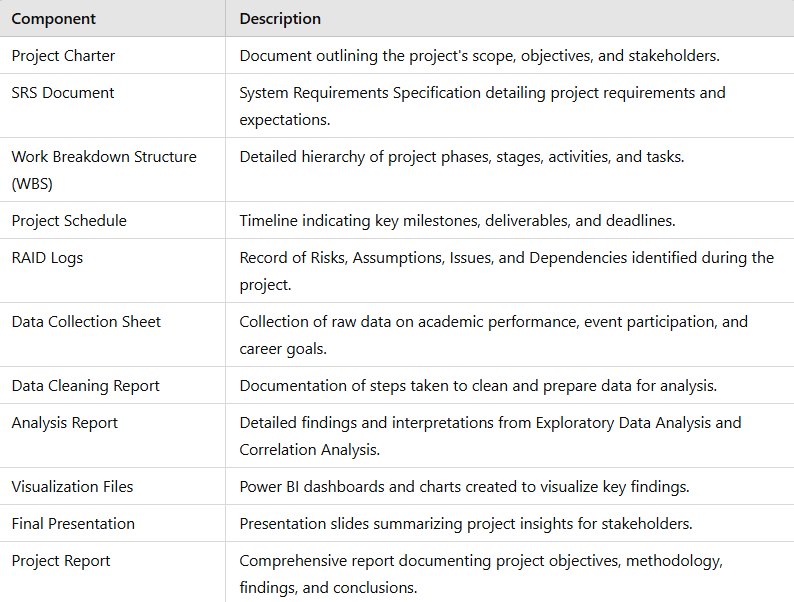 Component Description
Project Charter Document outlining the project's scope, objectives, and stakeholders.
SRS Document System Requirements Specification detailing project requirements and
expectations.
Work Breakdown Structure Detailed hierarchy of project phases, stages, activities, and tasks.
(WBS)
Project Schedule Timeline indicating key milestones, deliverables, and deadlines.
RAID Logs Record of Risks, Assumptions, Issues, and Dependencies identified during the
project.
Data Collection Sheet Collection of raw data on academic performance, event participation, and
career goals.
Data Cleaning Report Documentation of steps taken to clean and prepare data for analysis.
Analysis Report Detailed findings and interpretations from Exploratory Data Analysis and
Correlation Analysis.
Visualization Files Power BI dashboards and charts created to visualize key findings.
Final Presentation Presentation slides summarizing project insights for stakeholders.
Project Report Comprehensive report documenting project objectives, methodology,
findings, and conclusions.